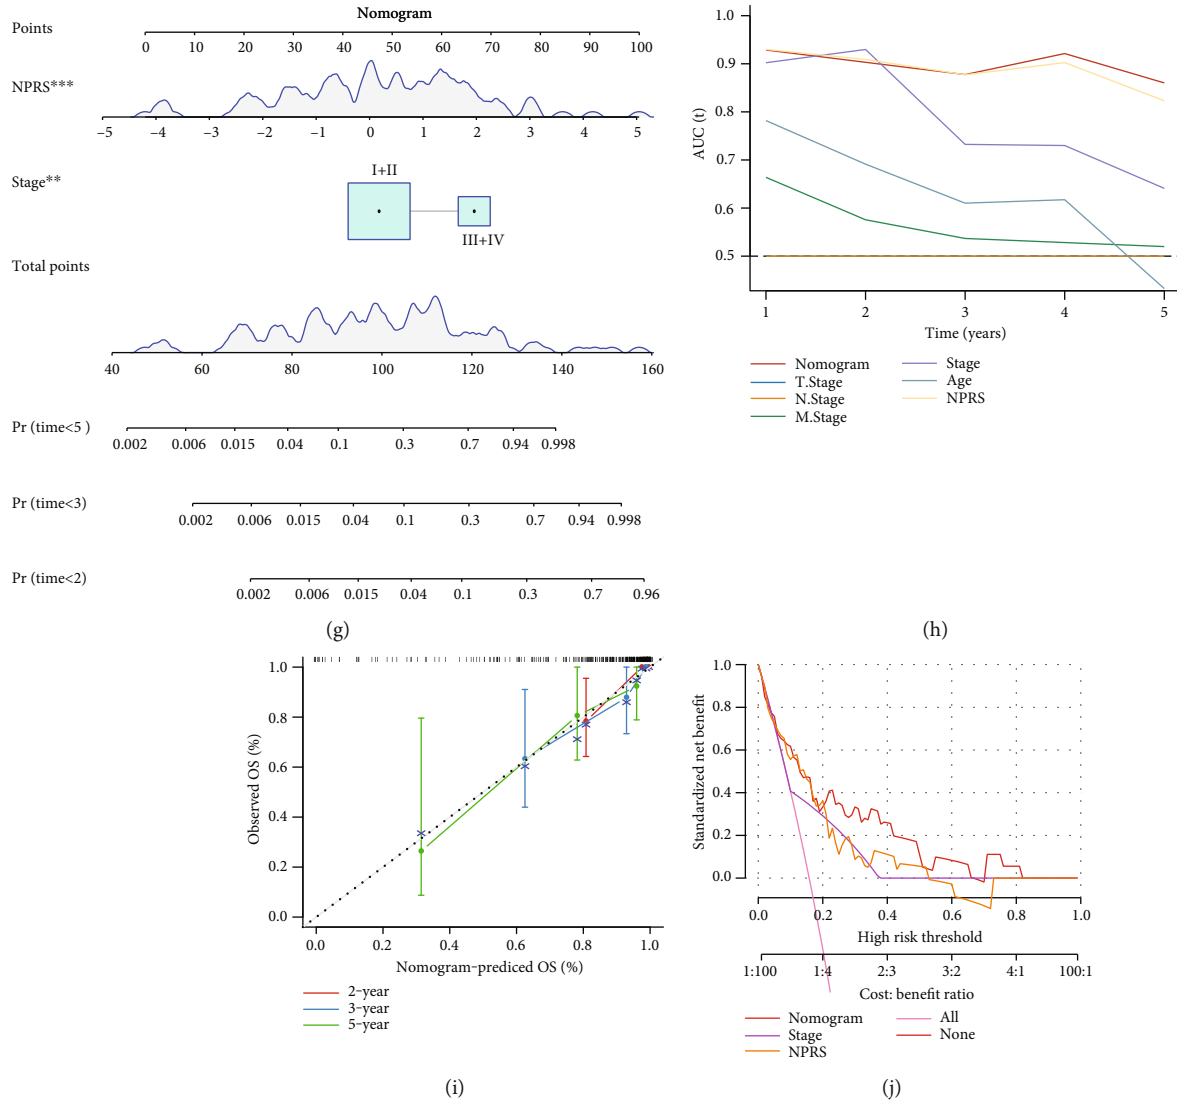 Nomogram
Points
0 10 20 30 40 50 60 70 80 90 100
NPRS***
−5 −4 −3 −2 −1 0 1 2 3 4 5
I+II
Stage**
III+IV
Total points
40 60 80 100 120 140 160
Pr (time<5 )
0.002 0.006 0.015 0.04 0.1 0.3 0.7 0.94 0.998
Pr (time<3)
0.002 0.006 0.015 0.04 0.1 0.3 0.7 0.94 0.998
Pr (time<2)
0.002 0.006 0.015 0.04 0.1 0.3 0.7 0.96
(g)
AUC (t)
1.0
0.9
0.8
0.7
0.6
0.5
1 2 3 4 5
Time (years)
Nomogram
T.Stage
N.Stage
M.Stage
Stage
Age
NPRS
(h)
Observed OS (%)
1.0
0.8
0.6
0.4
0.2
0.0
0.0 0.2 0.4 0.6 0.8 1.0
Nomogram-prediced OS (%)
2-year
3-year
5-year
(i)
Standardized net benefit
1.0
0.8
0.6
0.4
0.2
0.0
0.0 0.2 0.4 0.6 0.8 1.0
High risk threshold
1:100 1:4 2:3 3:2 4:1 100:1
Cost: benefit ratio
Nomogram
Stage
NPRS
All
None
(j)